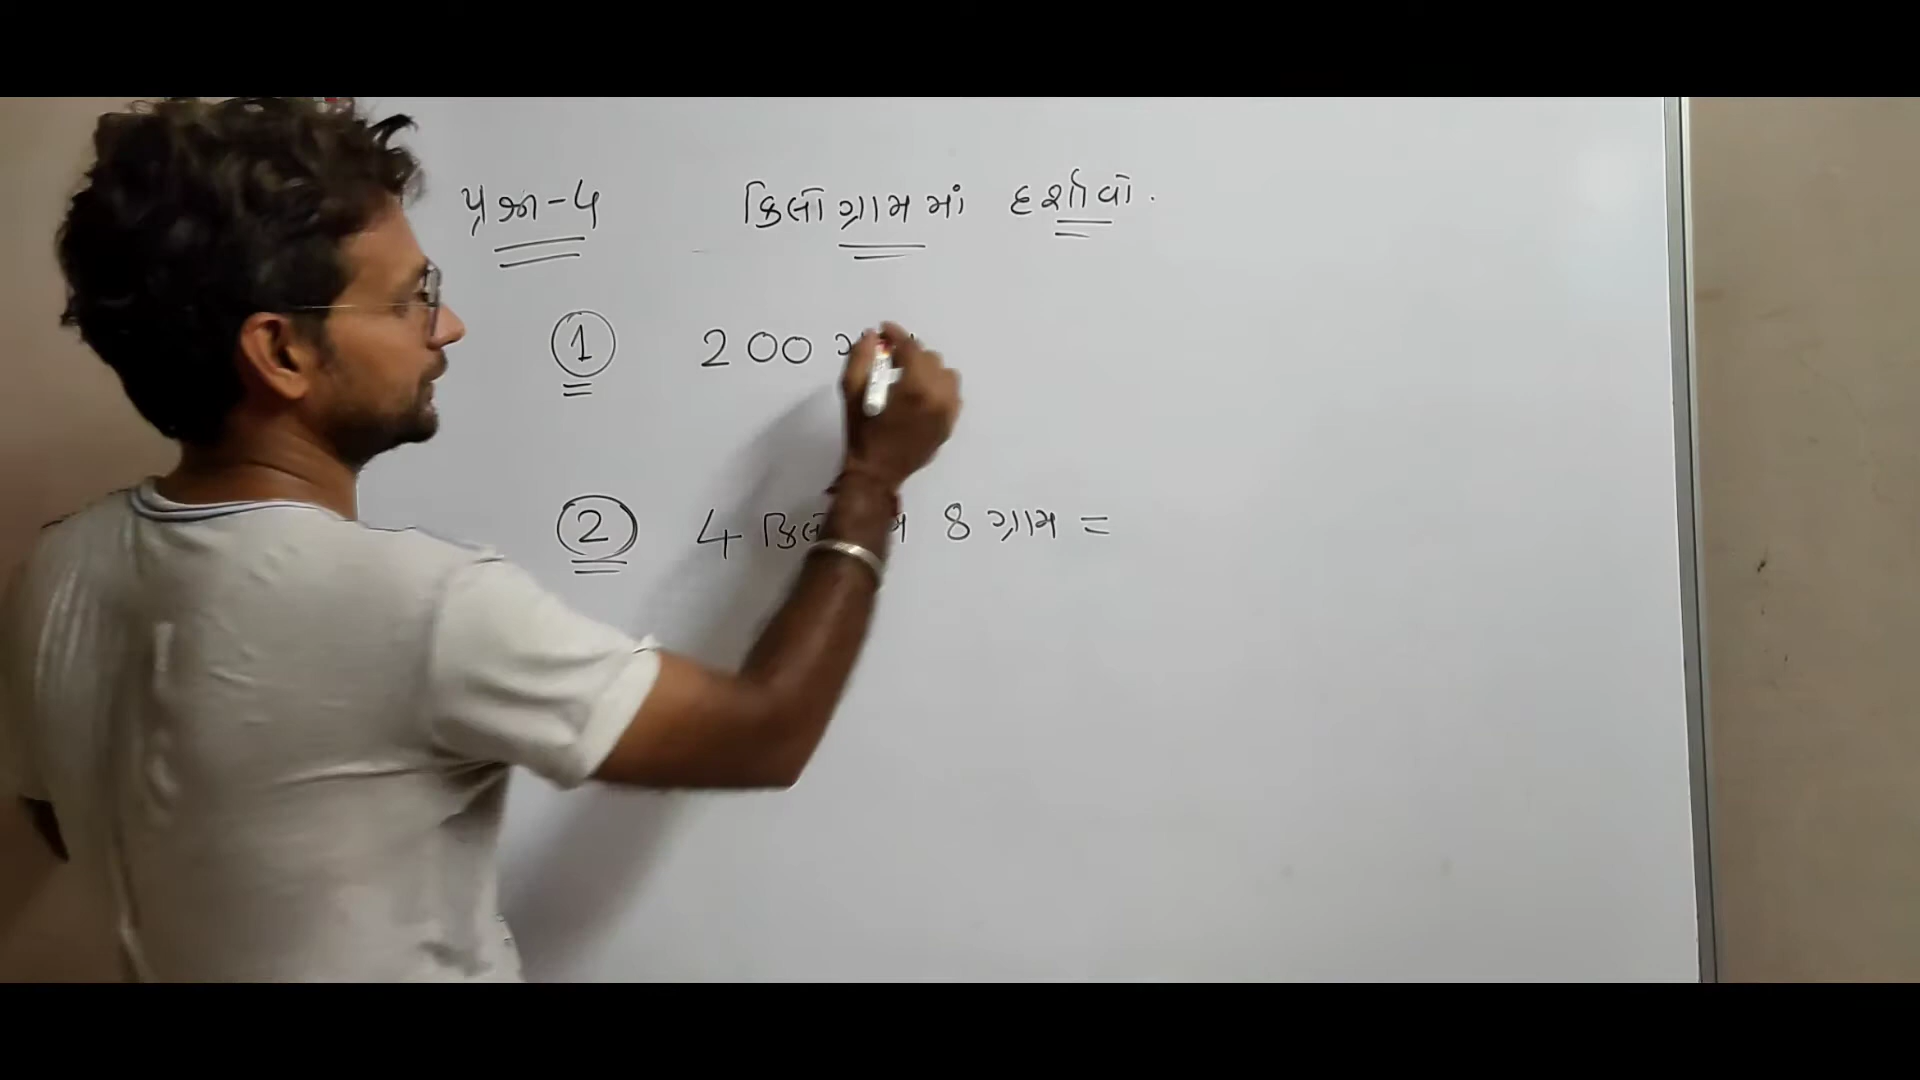 પ્રશ્ન-4 કિલોગ્રામમાં દર્શાવો.
1 200
2 4 8 ગ્રામ =